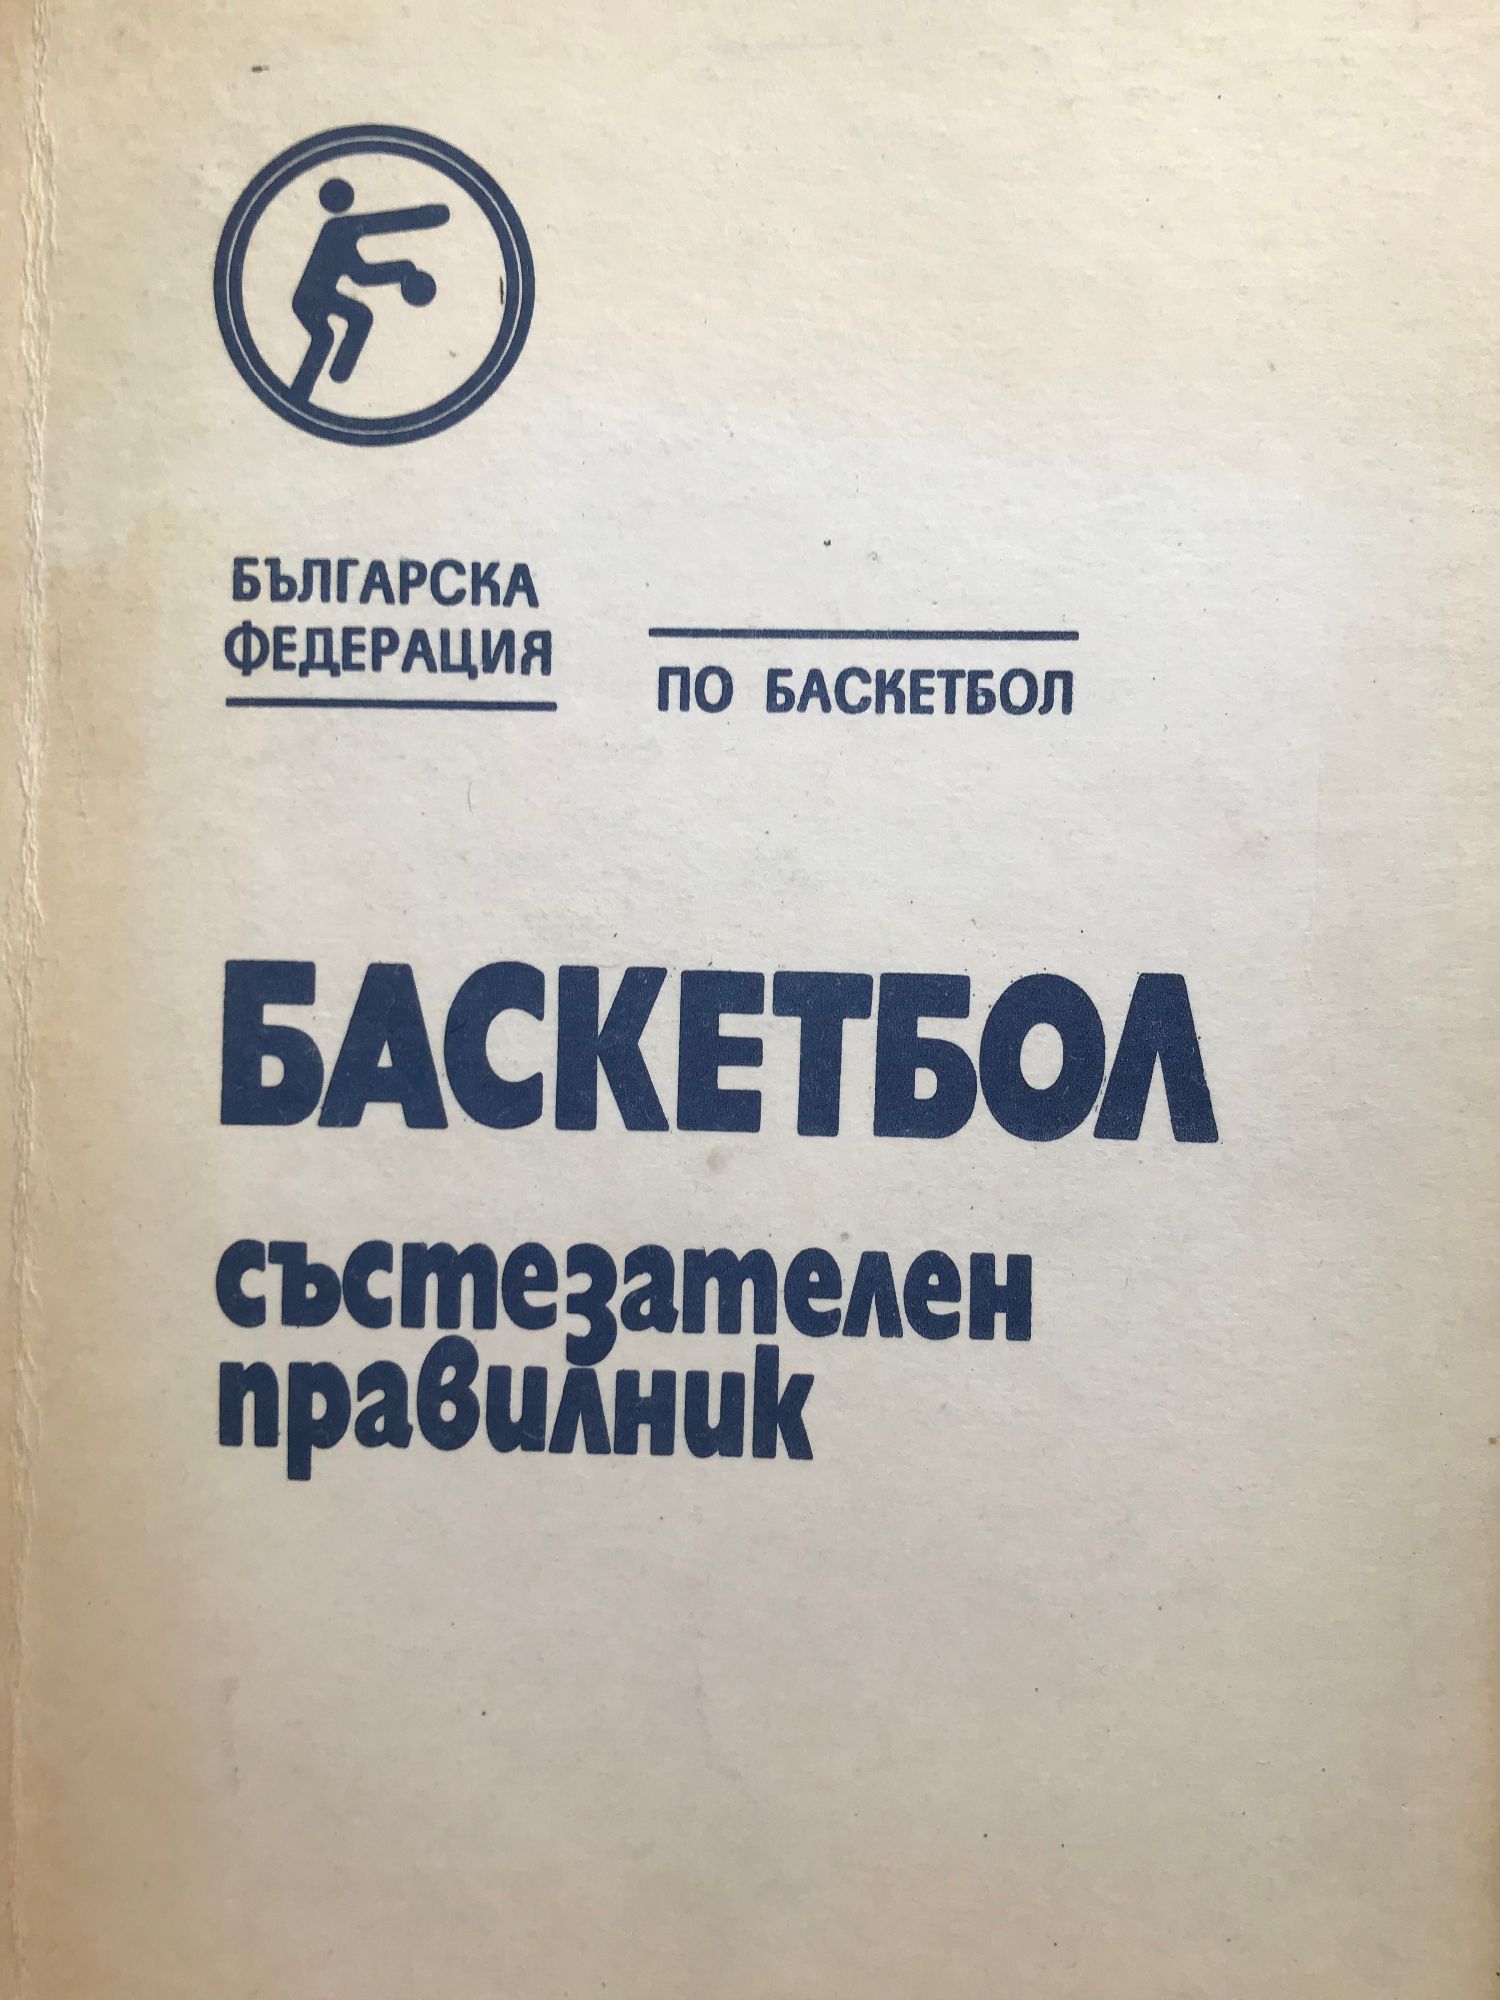 БЪЛГАРСКА
ФЕДЕРАЦИЯ
ПО БАСКЕТБОЛ
БАСКЕТБОЛ
състезателен
правилник